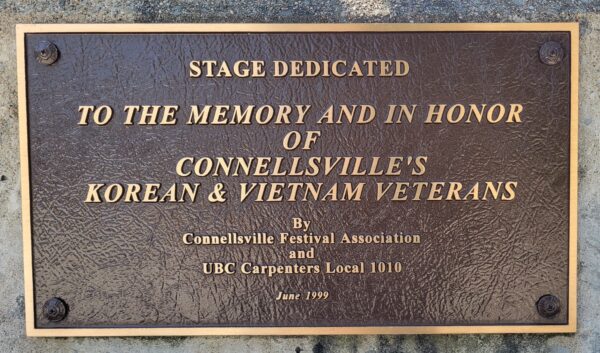 STAGE DEDICATED
TO THE MEMORY AND IN HONOR
OF
CONNELLSVILLE'S
KOREAN & VIETNAM VETERANS
By
Connellsville Festival Association
and
UBC Carpenters Local 1010
June 1999